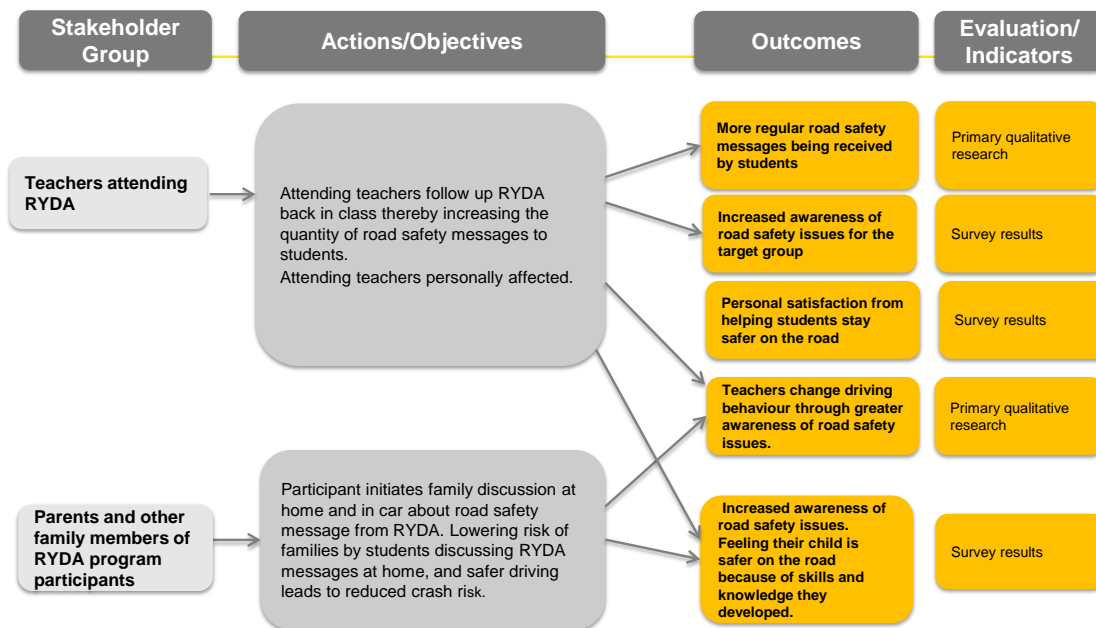 Stakeholder
Group
Actions/Objectives
Outcomes
Evaluation/
Indicators
Teachers attending
RYDA
Attending teachers follow up RYDA
back in class thereby increasing the
quantity of road safety messages to
students.
Attending teachers personally affected.
More regular road safety
messages being received
by students
Primary qualitative
research
Increased awareness of
road safety issues for the
target group
Survey results
Personal satisfaction from
helping students stay
safer on the road
Survey results
Teachers change driving
behaviour through greater
awareness of road safety
issues.
Primary qualitative
research
Parents and other
family members of
RYDA program
participants
Participant initiates family discussion at
home and in car about road safety
message from RYDA. Lowering risk of
families by students discussing RYDA
messages at home, and safer driving
leads to reduced crash risk.
Increased awareness of
road safety issues.
Feeling their child is
safer on the road
because of skills and
knowledge they
developed.
Survey results